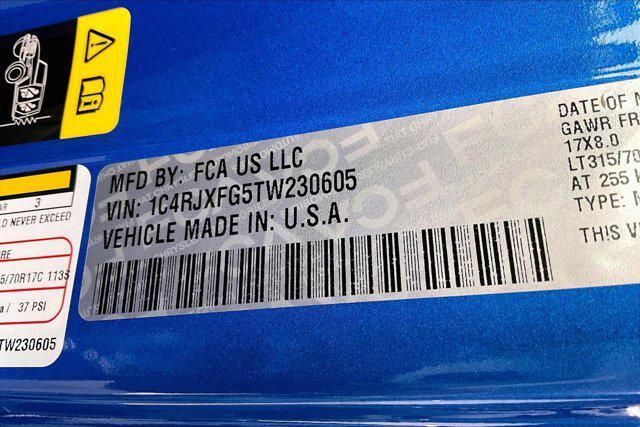 MFD BY: FCA US LLC
VIN: 1C4RJXFG5TW230605
VEHICLE MADE IN: U.S.A.
DATE OF
GAWR FR
17X8.0
LT315/70
AT 255
TYPE:
THIS VE
3
NEVER EXCEED
5/70R17C 113S
/ 37 PSI
TW230605